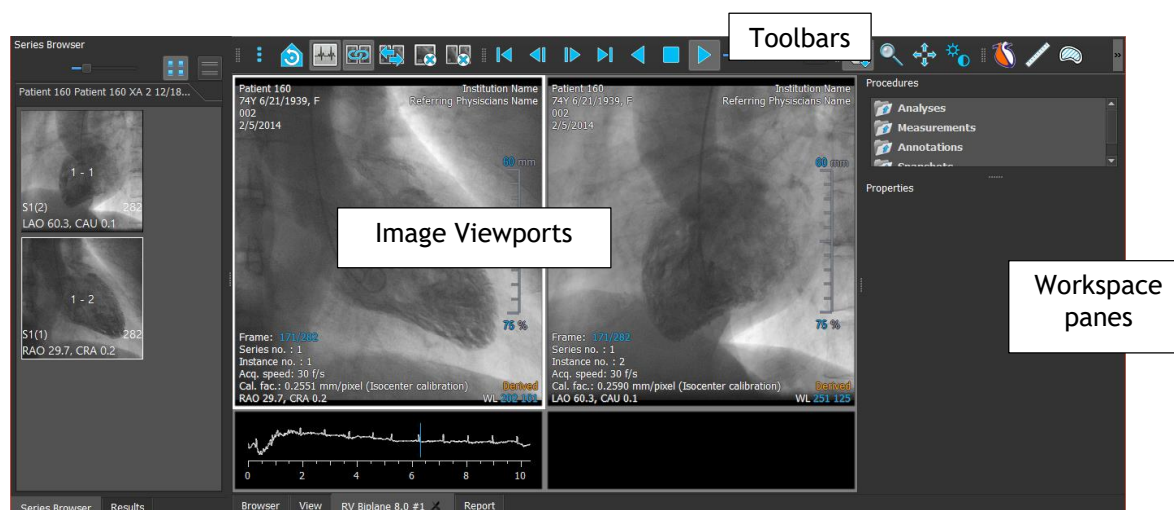 Toolbars
Series Browser
Patient 160 Patient 160 XA 2 12/18...
1 - 1
S1(2) 282
LAO 60.3, CAU 0.1
1 - 2
S1(1) 282
RAO 29.7, CRA 0.2
Series Browser Results
Patient 160 Institution Name
74Y 6/21/1939, F Referring Physiscians Name
002
2/5/2014
60 mm
Image Viewports
75 %
Frame: 171/282
Series no. : 1
Instance no. : 1
Acq. speed: 30 f/s
Cal. fac.: 0.2551 mm/pixel (Isocenter calibration) Derived
RAO 29.7, CRA 0.2 WL 202 101
Patient 160 Institution Name
74Y 6/21/1939, F Referring Physiscians Name
002
2/5/2014
60 mm
75 %
Frame: 171/282
Series no. : 1
Instance no. : 2
Acq. speed: 30 f/s
Cal. fac.: 0.2590 mm/pixel (Isocenter calibration) Derived
LAO 60.3, CAU 0.1 WL 251 125
0 2 4 6 8 10
Browser View RV Biplane 8.0 #1 Report
»
Procedures
Analyses
Measurements
Annotations
Snapshots
Properties
Workspace
panes